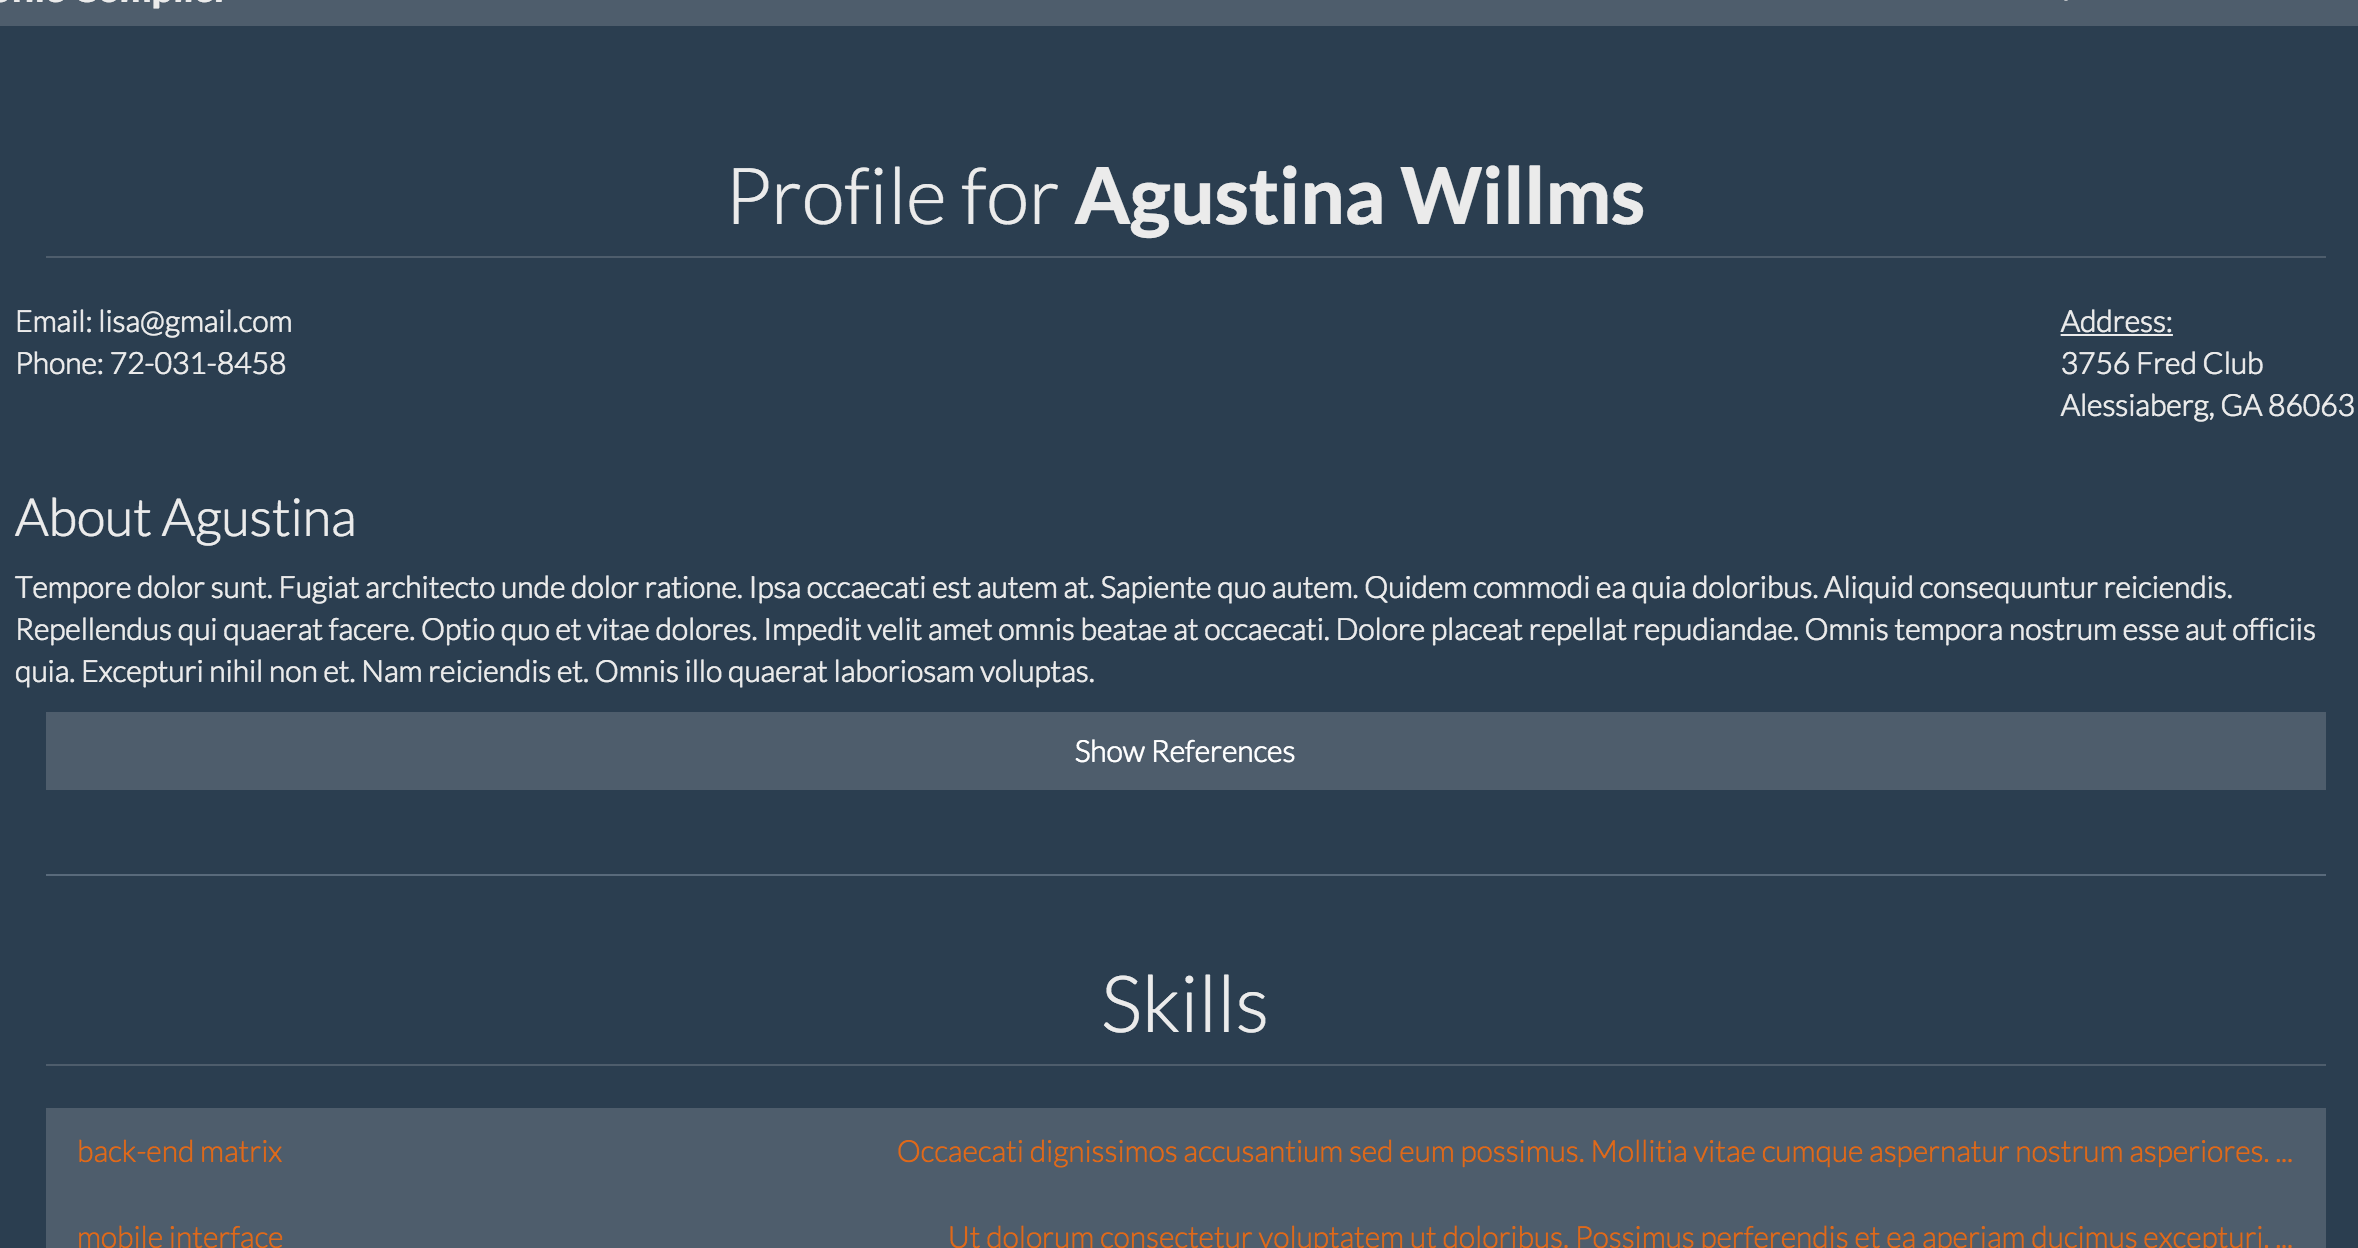 Profile for Agustina Willms
Email: lisa@gmail.com
Phone: 72-031-8458
Address:
3756 Fred Club
Alessiaberg, GA 86063
About Agustina
Tempore dolor sunt. Fugiat architecto unde dolor ratione. Ipsa occaecati est autem at. Sapiente quo autem. Quidem commodi ea quia doloribus. Aliquid consequuntur reiciendis.
Repellendus qui quaerat facere. Optio quo et vitae dolores. Impedit velit amet omnis beatae at occaecati. Dolore placeat repellat repudiandae. Omnis tempora nostrum esse aut officiis
quia. Excepturi nihil non et. Nam reiciendis et. Omnis illo quaerat laboriosam voluptas.
Show References
Skills
back-end matrix Occaecati dignissimos accusantium sed eum possimus. Mollitia vitae cumque aspernatur nostrum asperiores. ...
mobile interface Ut dolorum consectetur voluptatem ut doloribus. Possimus perferendis et ea aperiam ducimus excepturi. ...